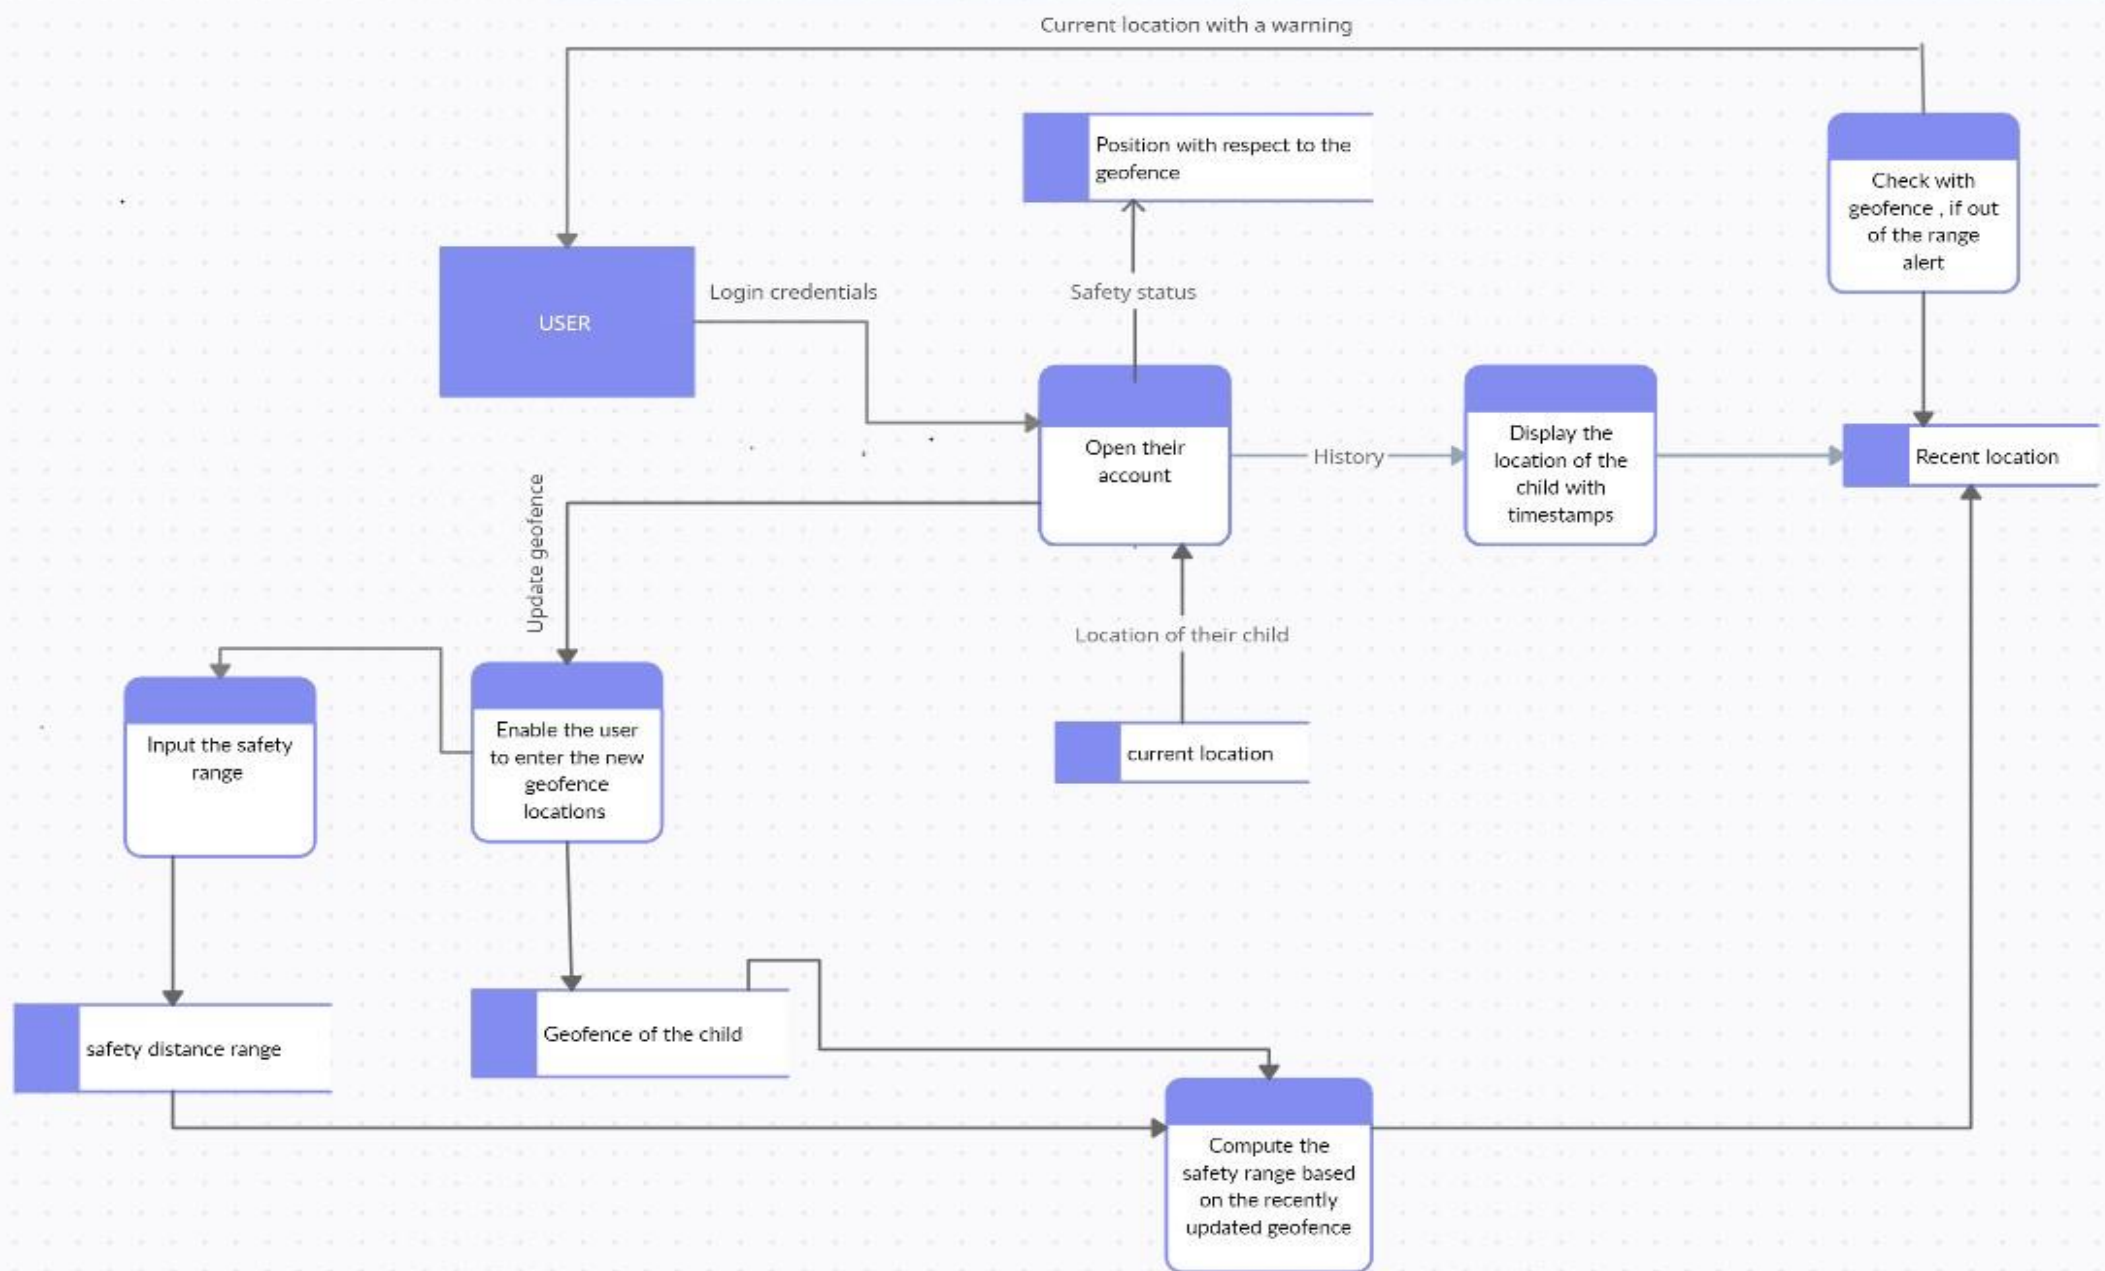 Current location with a warning
Position with respect to the
geofence
Check with
geofence , if out
of the range
alert
Login credentials
Safety status
USER
Open their
account
History
Display the
location of the
child with
timestamps
Recent location
Update geofence
Location of their child
Input the safety
range
Enable the user
to enter the new
geofence
locations
current location
safety distance range
Geofence of the child
Compute the
safety range based
on the recently
updated geofence